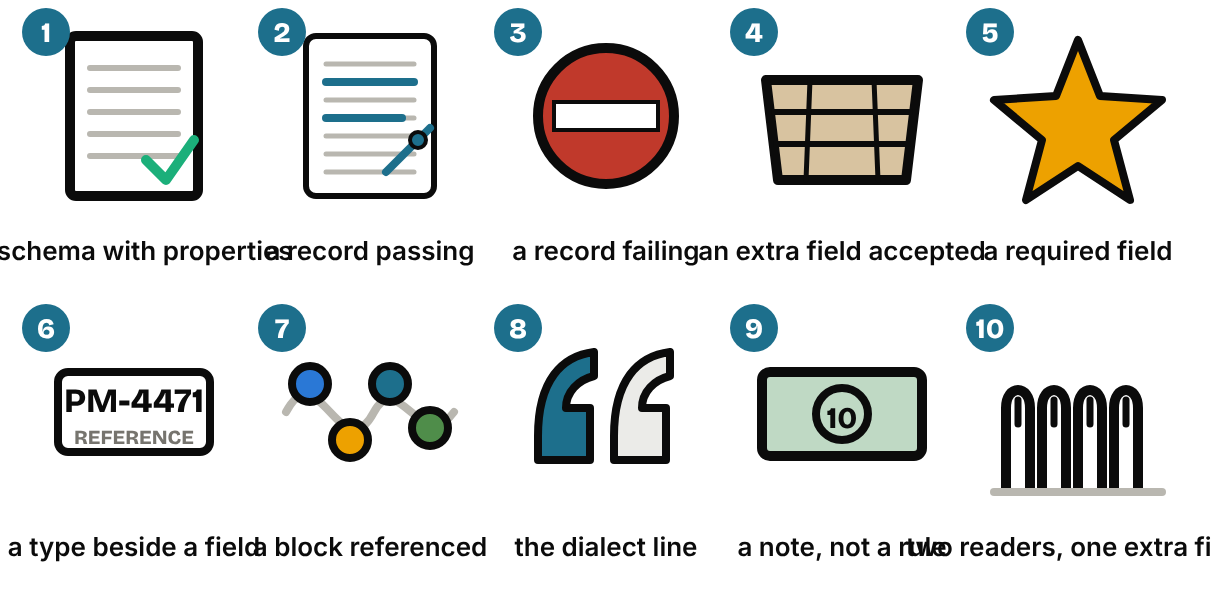 1
2
3
4
5
schema with properties
a record passing
a record failing
an extra field accepted
a required field
6
7
8
9
10
PM-4471
REFERENCE
10
a type beside a field
a block referenced
the dialect line
a note, not a rule
two readers, one extra fi